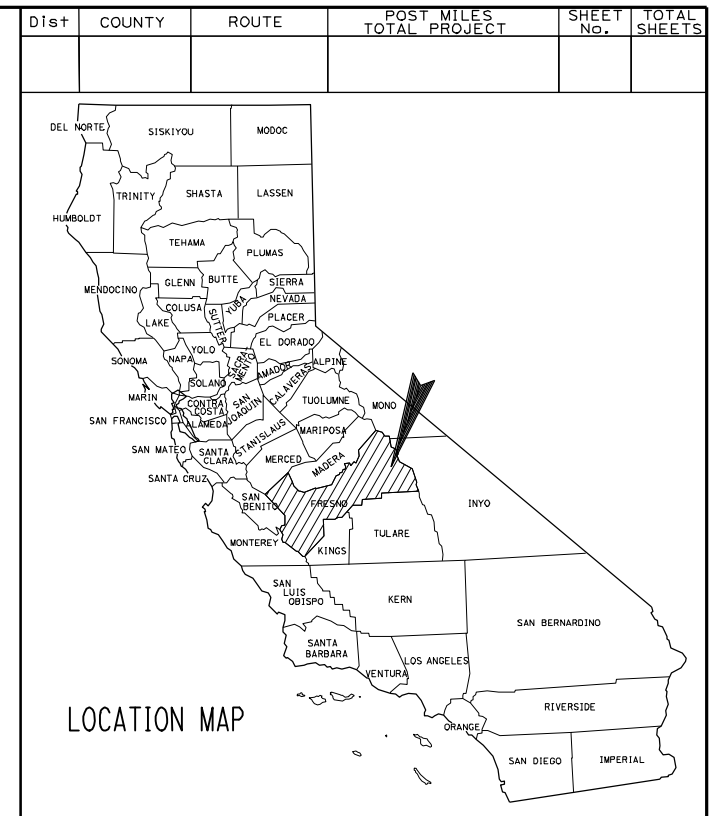 Dist COUNTY ROUTE POST MILES TOTAL PROJECT SHEET No. TOTAL SHEETS
DEL NORTE
SISKIYOU
MODOC
TRINITY
SHASTA
LASSEN
HUMBOLDT
TEHAMA
PLUMAS
MENDOCINO
GLENN
BUTTE
SIERRA
NEVADA
COLUSA
YUBA
SUTTER
PLACER
LAKE
EL DORADO
YOLO
SONOMA
NAPA
SACRA-
MENTO
AMADOR
ALPINE
SOLANO
CALAVERAS
MARIN
CONTRA
COSTA
SAN
JOAQUIN
TUOLUMNE
MONO
SAN FRANCISCO
ALAMEDA
STANISLAUS
MARIPOSA
SAN MATEO
SANTA
CLARA
MERCED
MADERA
SANTA CRUZ
SAN
BENITO
FRESNO
INYO
MONTEREY
KINGS
TULARE
SAN
LUIS
OBISPO
KERN
SAN BERNARDINO
SANTA
BARBARA
VENTURA
LOS ANGELES
ORANGE
RIVERSIDE
SAN DIEGO
IMPERIAL
LOCATION MAP